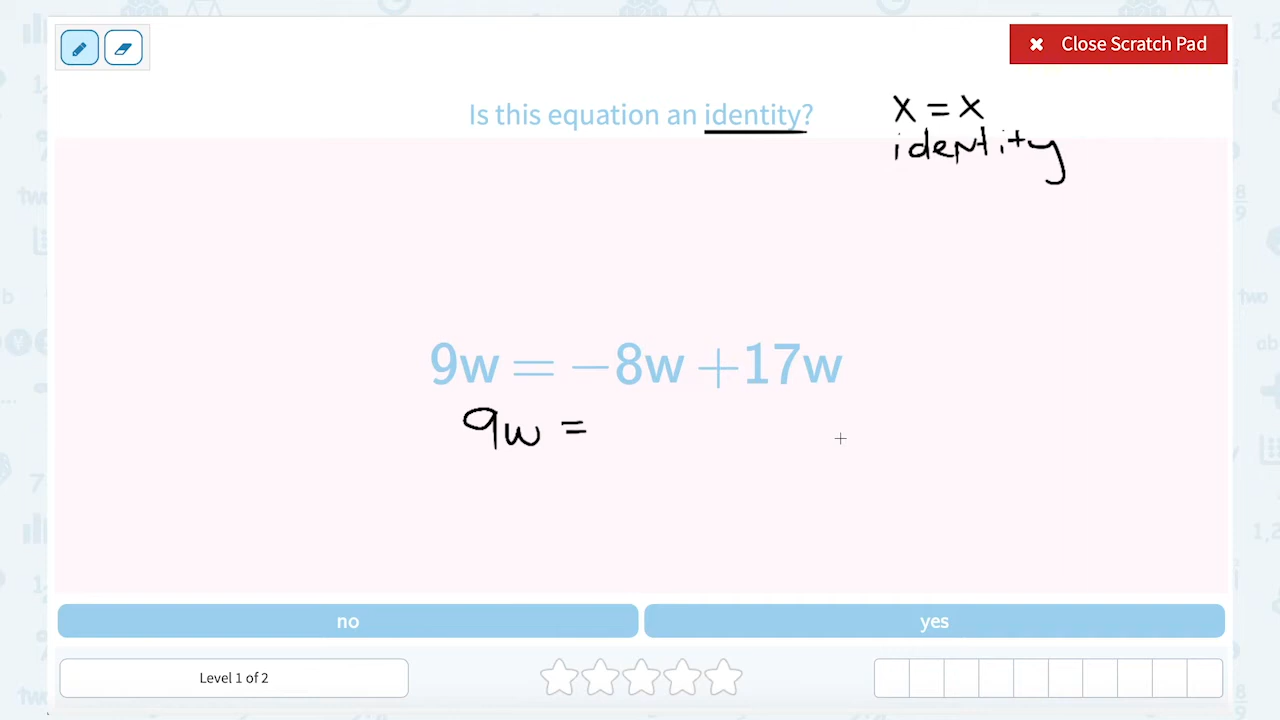 Close Scratch Pad
Is this equation an identity?
x = x
identity
9w = −8w +17w
9w =
no
yes
Level 1 of 2